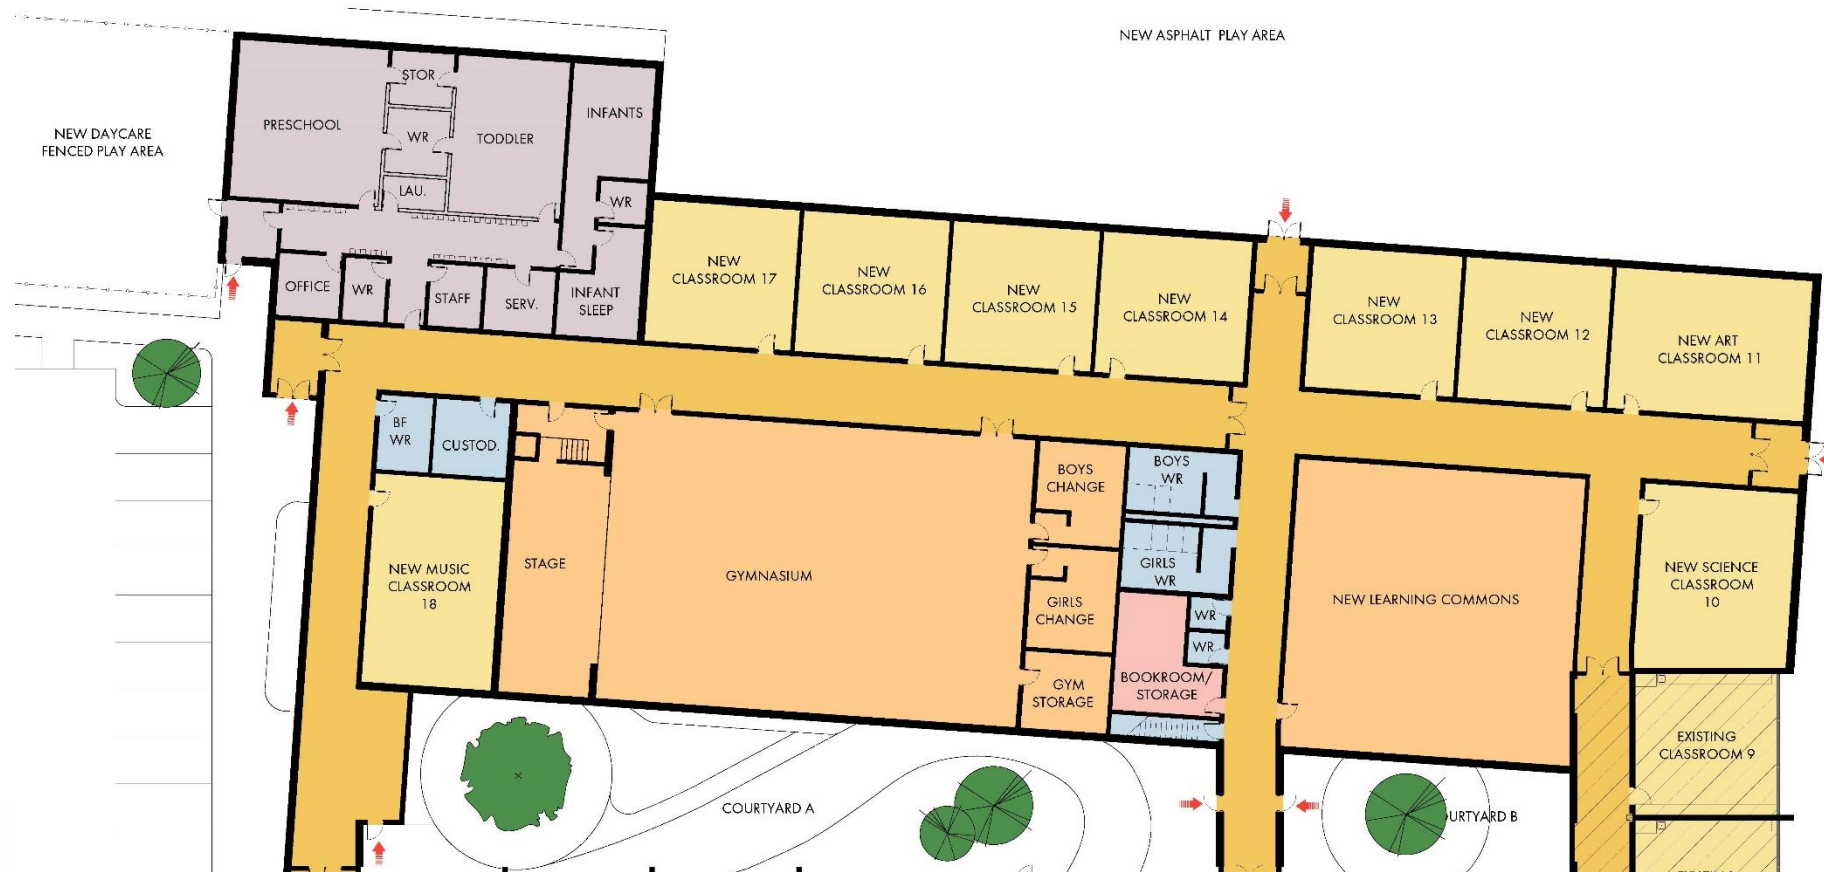 NEW ASPHALT PLAY AREA
NEW DAYCARE
FENCED PLAY AREA
PRESCHOOL
STOR
WR
LAU.
TODDLER
INFANTS
WR
OFFICE
WR
STAFF
SERV.
INFANT
SLEEP
NEW
CLASSROOM 17
NEW
CLASSROOM 16
NEW
CLASSROOM 15
NEW
CLASSROOM 14
NEW
CLASSROOM 13
NEW
CLASSROOM 12
NEW ART
CLASSROOM 11
BF
WR
CUSTOD.
STAGE
GYMNASIUM
NEW MUSIC
CLASSROOM
18
BOYS
CHANGE
BOYS
WR
GIRLS
WR
GIRLS
CHANGE
WR
WR
GYM
STORAGE
BOOKROOM/
STORAGE
NEW LEARNING COMMONS
NEW SCIENCE
CLASSROOM
10
EXISTING
CLASSROOM 9
COURTYARD A
URTYARD B